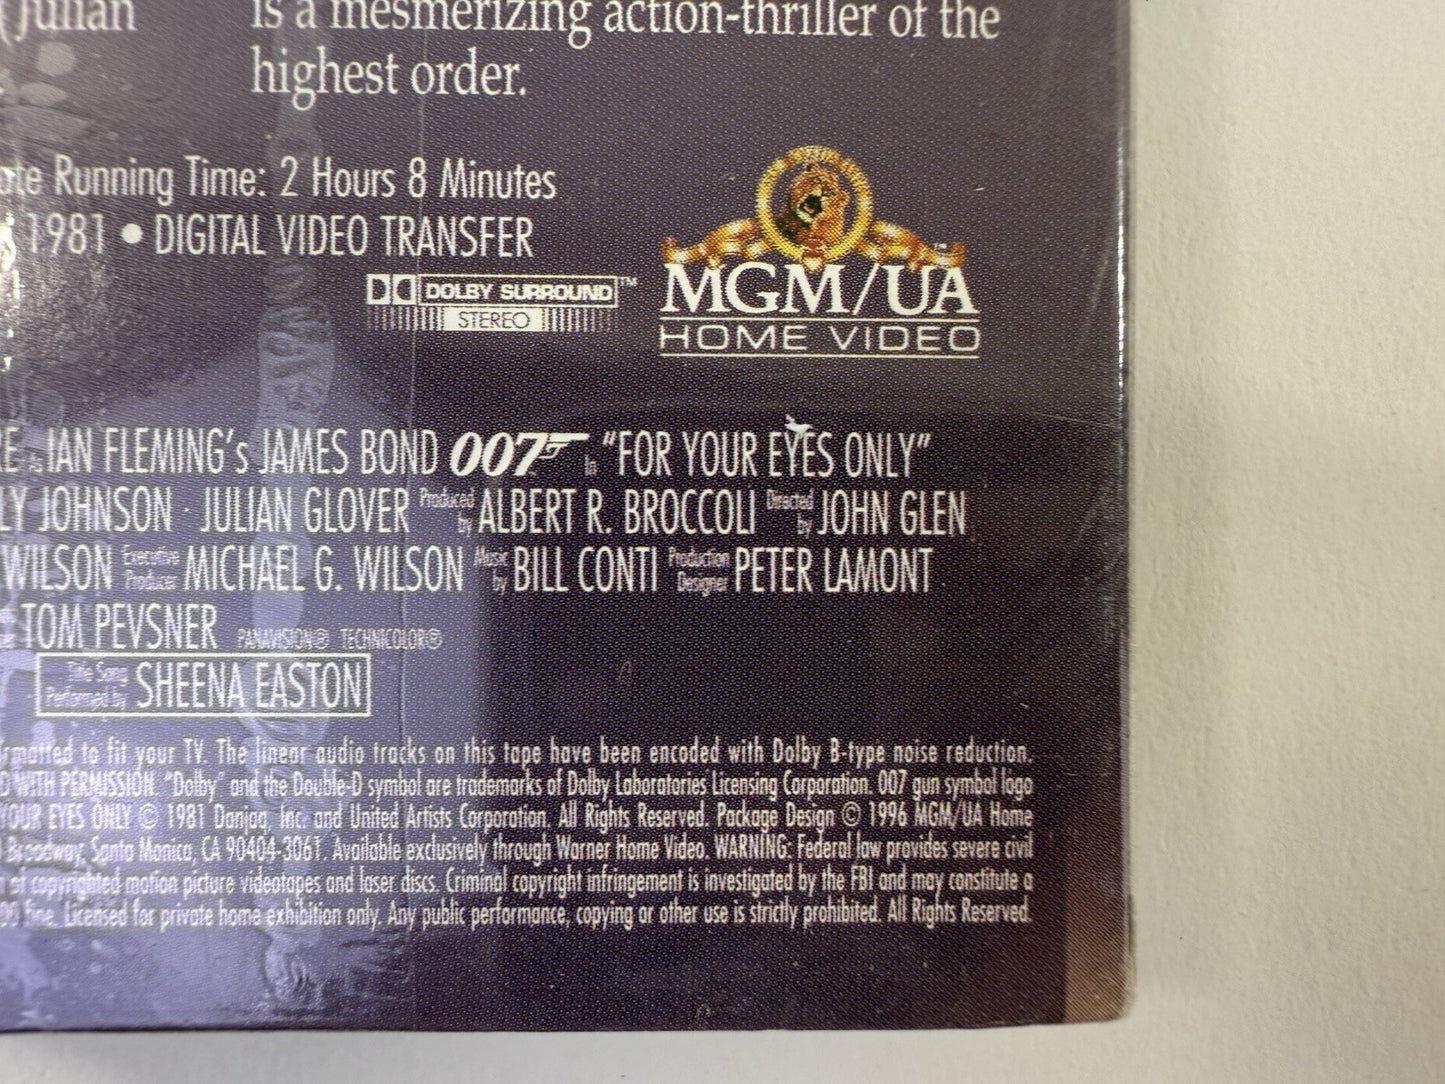 Julian
is a mesmerizing action-thriller of the
highest order.
Running Time: 2 Hours 8 Minutes
1981 • DIGITAL VIDEO TRANSFER
DOLBY SURROUND™
STEREO
MGM/UA
HOME VIDEO
IAN FLEMING's JAMES BOND 007 In "FOR YOUR EYES ONLY"
JOHNSON · JULIAN GLOVER Produced by ALBERT R. BROCCOLI Directed by JOHN GLEN
WILSON Executive Producer MICHAEL G. WILSON Music by BILL CONTI Production Designer PETER LAMONT
TOM PEVSNER PANAVISION® TECHNICOLOR®
Title Song Performed by SHEENA EASTON
to fit your TV. The linear audio tracks on this tape have been encoded with Dolby B-type noise reduction.
WITH PERMISSION. "Dolby" and the Double-D symbol are trademarks of Dolby Laboratories Licensing Corporation. 007 gun symbol logo
YOUR EYES ONLY © 1981 Danjaq, Inc. and United Artists Corporation. All Rights Reserved. Package Design © 1996 MGM/UA Home
Broadway, Santa Monica, CA 90404-3061. Available exclusively through Warner Home Video. WARNING: Federal law provides severe civil
of copyrighted motion picture videotapes and laser discs. Criminal copyright infringement is investigated by the FBI and may constitute a
fine. Licensed for private home exhibition only. Any public performance, copying or other use is strictly prohibited. All Rights Reserved.